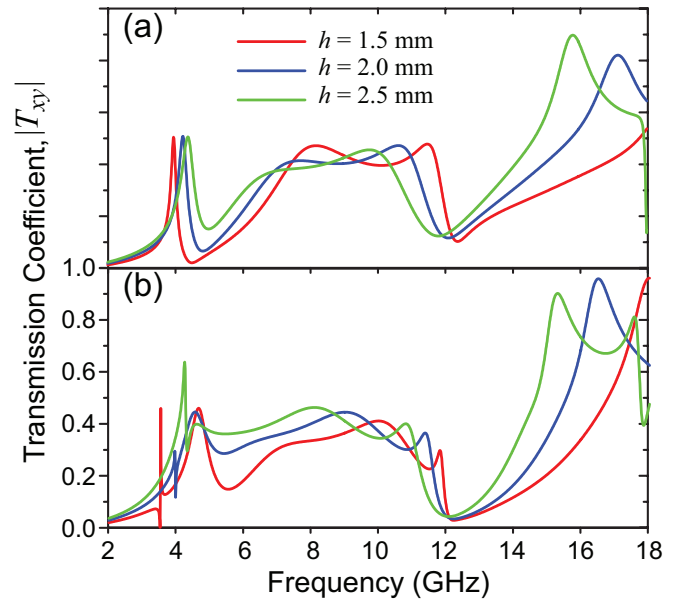 (a)
h = 1.5 mm
h = 2.0 mm
h = 2.5 mm
Transmission Coefficient, |Txy|
1.0
(b)
0.8
0.6
0.4
0.2
0.0
2 4 6 8 10 12 14 16 18
Frequency (GHz)